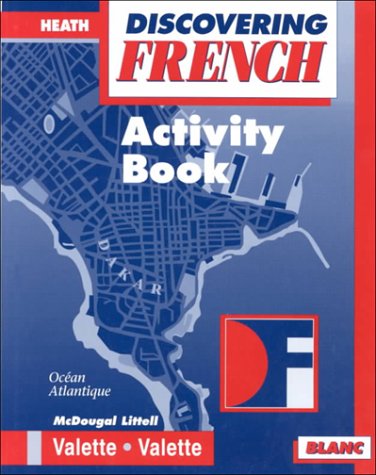 HEATH
DISCOVERING
FRENCH
Activity
Book
DAKAR
Océan
Atlantique
McDougal Littell
Valette • Valette
BLANC